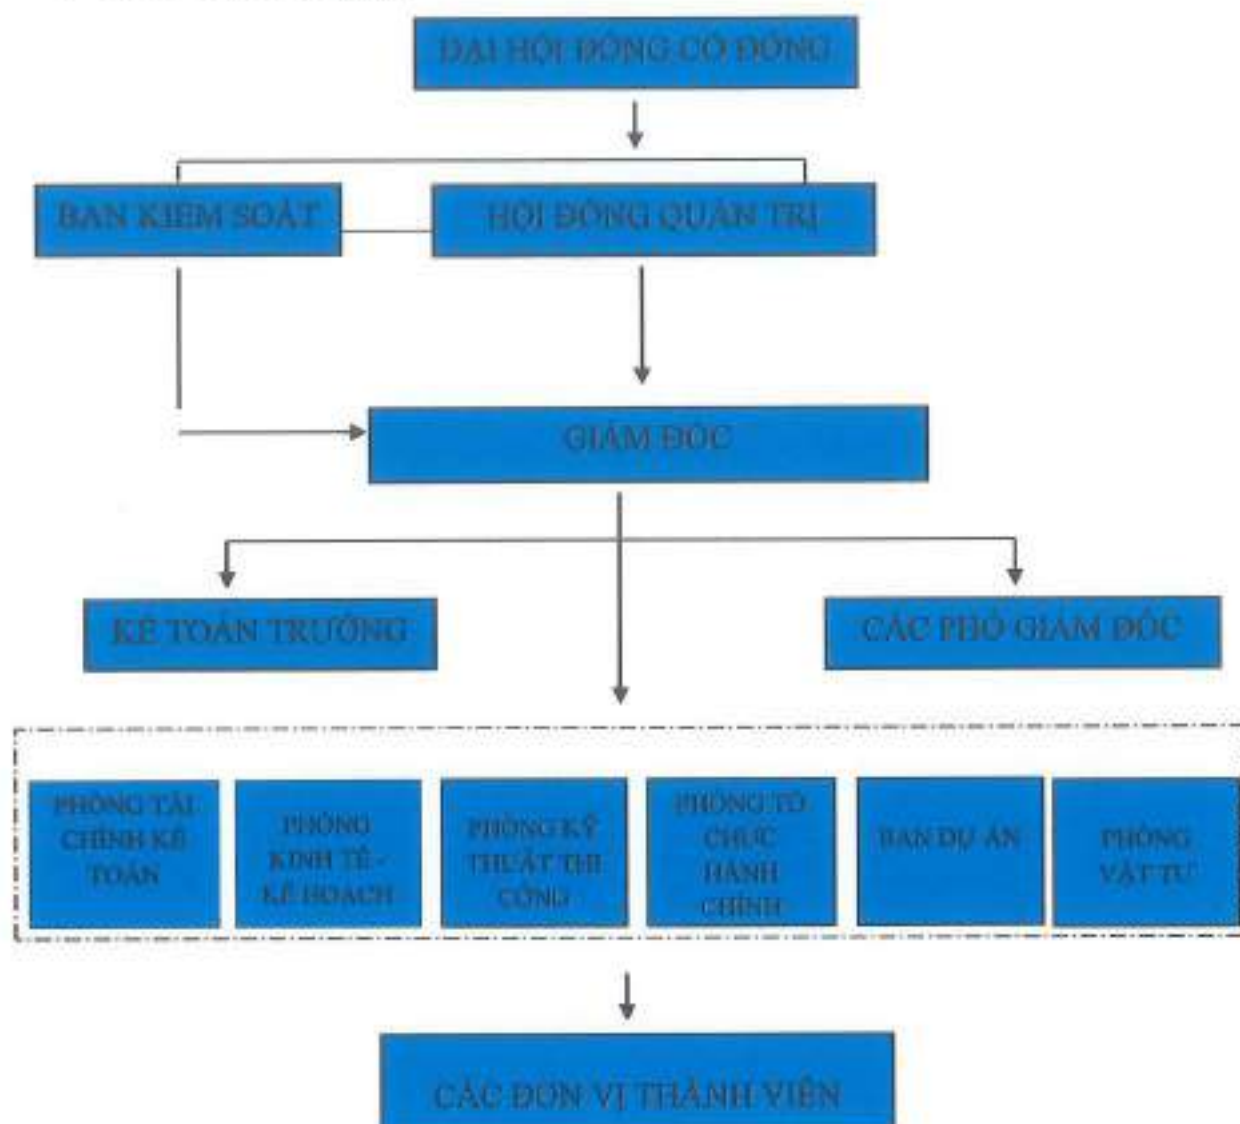 ĐẠI HỘI ĐỒNG CỔ ĐÔNG
BAN KIỂM SOÁT
HỘI ĐỒNG QUẢN TRỊ
GIÁM ĐỐC
KẾ TOÁN TRƯỞNG
CÁC PHÓ GIÁM ĐỐC
PHÒNG TÀI
CHÍNH KẾ
TOÁN
PHÒNG
KINH TẾ -
KẾ HOẠCH
PHÒNG KỸ
THUẬT THI
CÔNG
PHÒNG TỔ
CHỨC
HÀNH
CHÍNH
BAN DỰ ÁN
PHÒNG
VẬT TƯ
CÁC ĐƠN VỊ THÀNH VIÊN